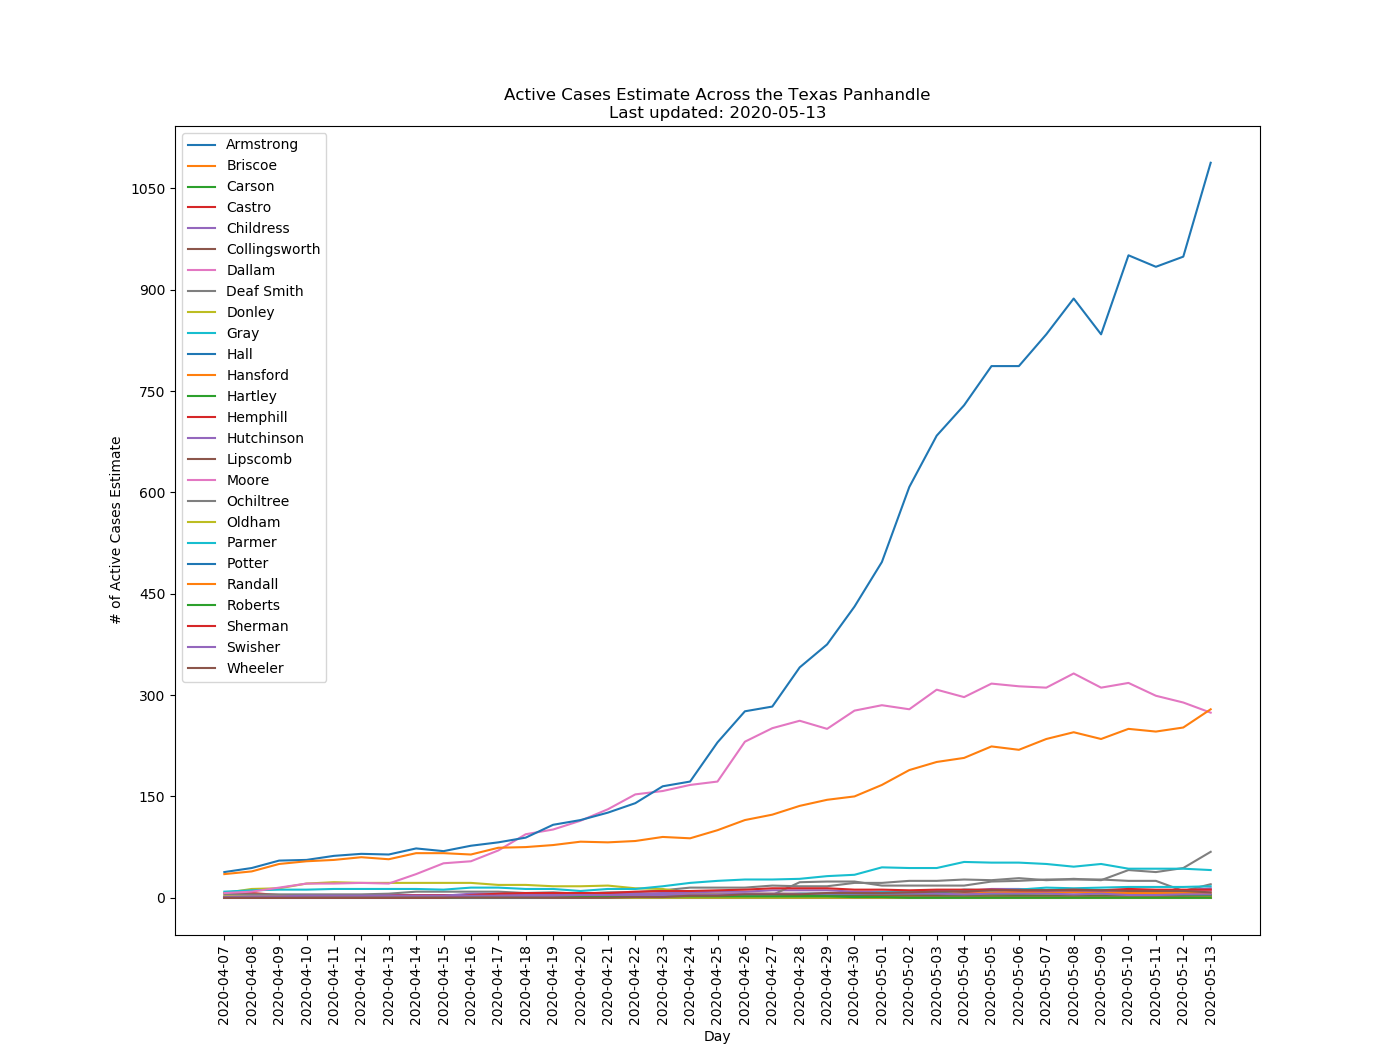 Active Cases Estimate Across the Texas Panhandle
Last updated: 2020-05-13
Armstrong
Briscoe
Carson
Castro
Childress
Collingsworth
Dallam
Deaf Smith
Donley
Gray
Hall
Hansford
Hartley
Hemphill
Hutchinson
Lipscomb
Moore
Ochiltree
Oldham
Parmer
Potter
Randall
Roberts
Sherman
Swisher
Wheeler
# of Active Cases Estimate
1050
900
750
600
450
300
150
0
2020-04-07
2020-04-08
2020-04-09
2020-04-10
2020-04-11
2020-04-12
2020-04-13
2020-04-14
2020-04-15
2020-04-16
2020-04-17
2020-04-18
2020-04-19
2020-04-20
2020-04-21
2020-04-22
2020-04-23
2020-04-24
2020-04-25
2020-04-26
2020-04-27
2020-04-28
2020-04-29
2020-04-30
2020-05-01
2020-05-02
2020-05-03
2020-05-04
2020-05-05
2020-05-06
2020-05-07
2020-05-08
2020-05-09
2020-05-10
2020-05-11
2020-05-12
2020-05-13
Day